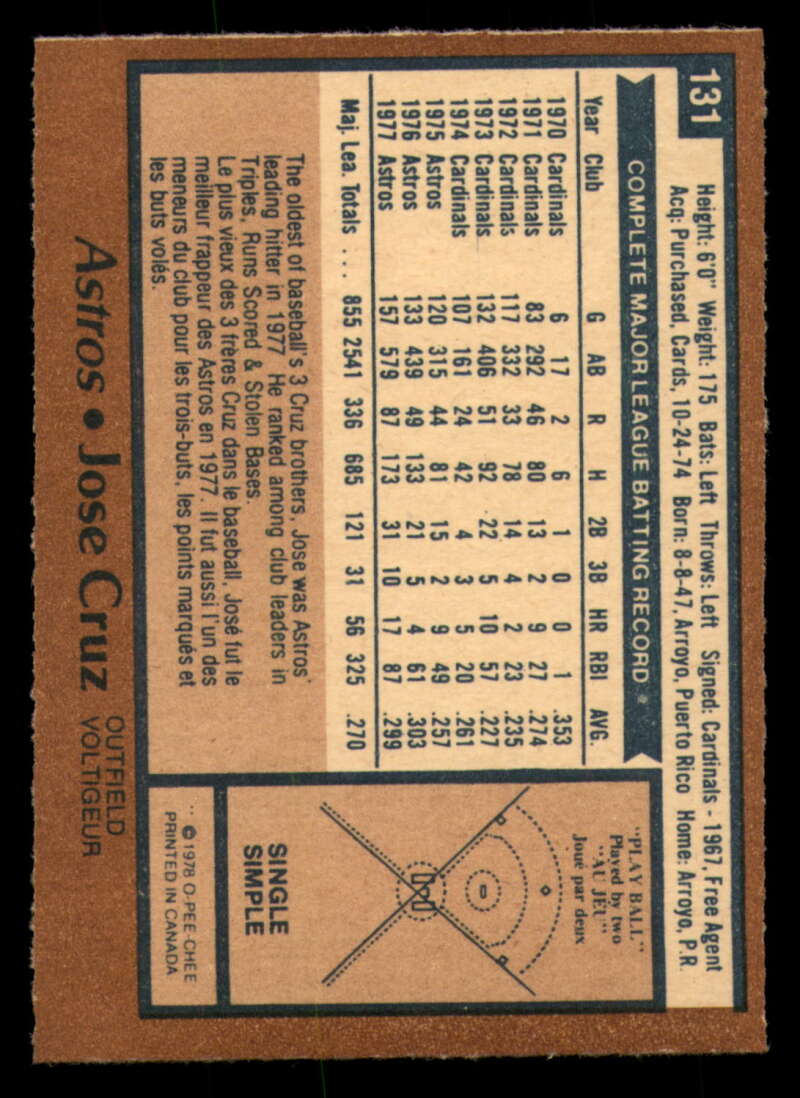 131
Height: 6'0" Weight: 175 Bats: Left Throws: Left Signed: Cardinals - 1967, Free Agent
Acq: Purchased, Cards, 10-24-74 Born: 8-8-47, Arroyo, Puerto Rico Home: Arroyo, P.R.
COMPLETE MAJOR LEAGUE BATTING RECORD
Year Club G AB R H 2B 3B HR RBI AVG.
1970 Cardinals 6 17 2 6 1 0 0 1 .353
1971 Cardinals 83 292 46 80 13 2 9 27 .274
1972 Cardinals 117 332 33 78 14 4 2 23 .235
1973 Cardinals 132 406 51 92 22 5 10 57 .227
1974 Cardinals 107 161 24 42 4 3 5 20 .261
1975 Astros 120 315 44 81 15 2 9 49 .257
1976 Astros 133 439 49 133 21 5 4 61 .303
1977 Astros 157 579 87 173 31 10 17 87 .299
Maj. Lea. Totals ... 855 2541 336 685 121 31 56 325 .270
The oldest of baseball's 3 Cruz brothers, Jose was Astros'
leading hitter in 1977. He ranked among club leaders in
Triples, Runs Scored & Stolen Bases.
Le plus vieux des 3 frères Cruz dans le baseball, José fut le
meilleur frappeur des Astros en 1977. Il fut aussi l'un des
meneurs du club pour les trois-buts, les points marqués et
les buts volés.
"PLAY BALL"
Played by two
"AU JEU"
Joué par deux
SINGLE
SIMPLE
© 1978 O-PEE-CHEE
PRINTED IN CANADA
Astros • Jose Cruz
OUTFIELD
VOLTIGEUR